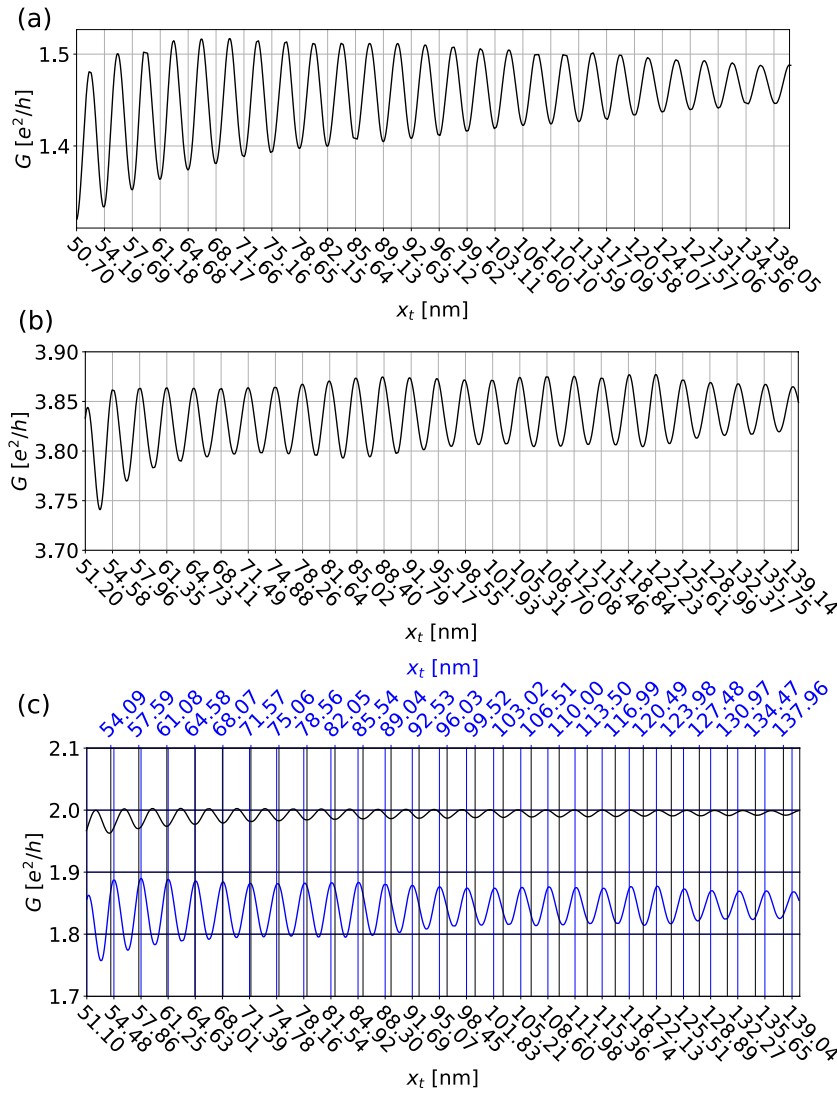 (a)
1.5
1.4
G [e²/h]
50.70 54.19 57.69 61.18 64.68 68.17 71.66 75.16 78.65 82.15 85.64 89.13 92.63 96.12 99.62 103.11 106.60 110.10 113.59 117.09 120.58 124.07 127.57 131.06 134.56 138.05
x_t [nm]
(b)
3.90
3.85
3.80
3.75
3.70
G [e²/h]
51.20 54.58 57.96 61.35 64.73 68.11 71.49 74.88 78.26 81.64 85.02 88.40 91.79 95.17 98.55 101.93 105.31 108.70 112.08 115.46 118.84 122.23 125.61 128.99 132.37 135.75 139.14
x_t [nm]
x_t [nm]
(c)
54.09 57.59 61.08 64.58 68.07 71.57 75.06 78.56 82.05 85.54 89.04 92.53 96.03 99.52 103.02 106.51 110.00 113.50 116.99 120.49 123.98 127.48 130.97 134.47 137.96
2.1
2.0
1.9
1.8
1.7
G [e²/h]
51.10 54.48 57.86 61.25 64.63 68.01 71.39 74.78 78.16 81.54 84.92 88.30 91.69 95.07 98.45 101.83 105.21 108.60 111.98 115.36 118.74 122.13 125.51 128.89 132.27 135.65 139.04
x_t [nm]